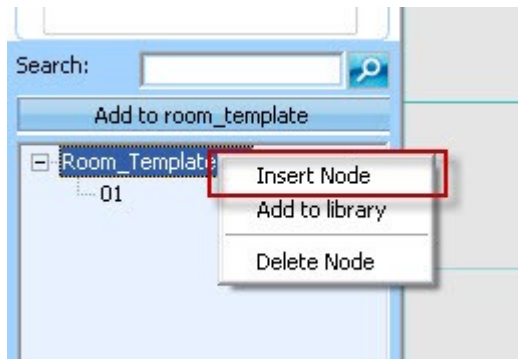 Search:
Add to room_template
Room_Template
Insert Node
01
Add to library
Delete Node